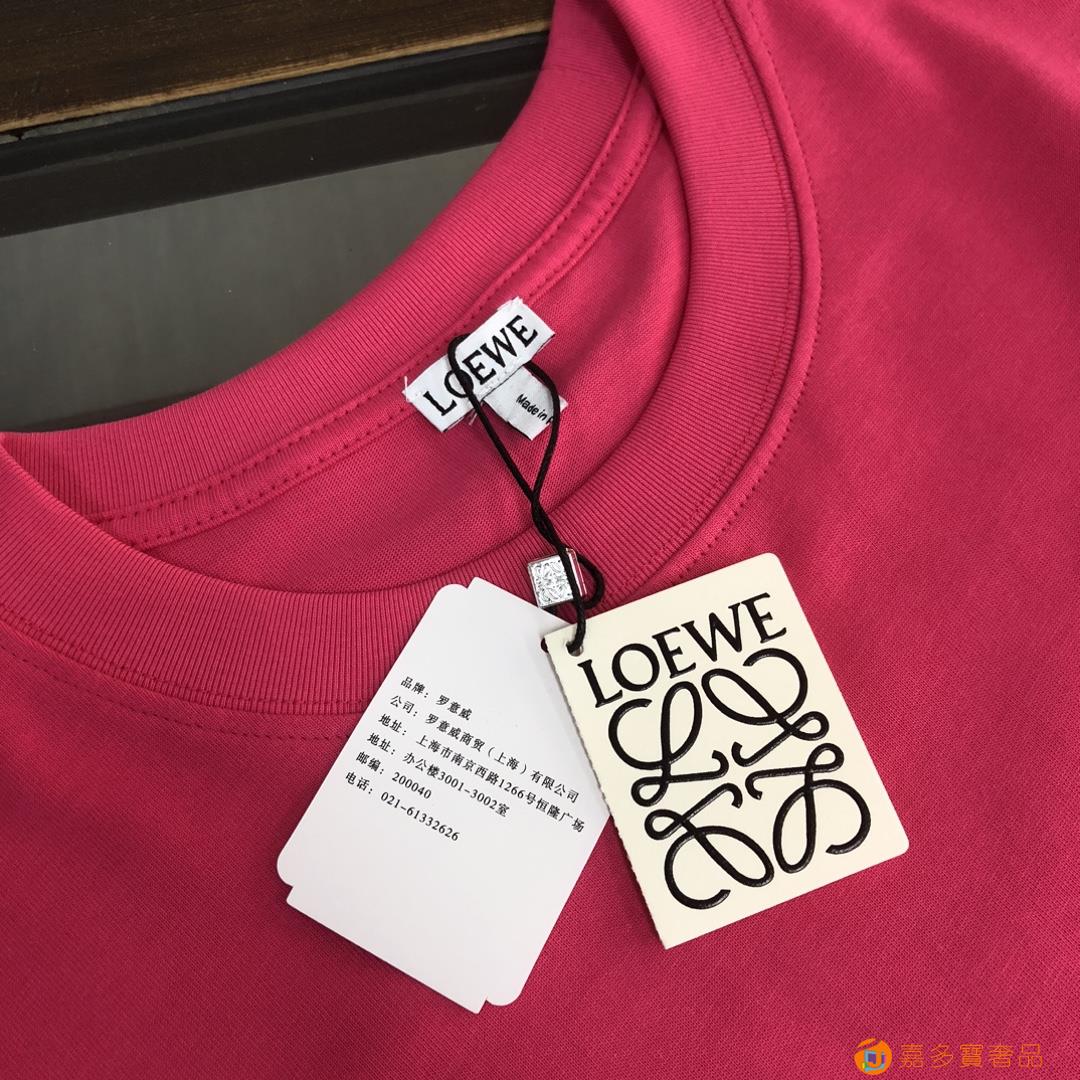 LOEWE
Made in P
LOEWE
品牌：罗意威
公司：罗意威商贸（上海）有限公司
地址：上海市南京西路1266号恒隆广场
地址：办公楼3001-3002室
邮编：200040
电话：021-61332626
嘉多寶奢品